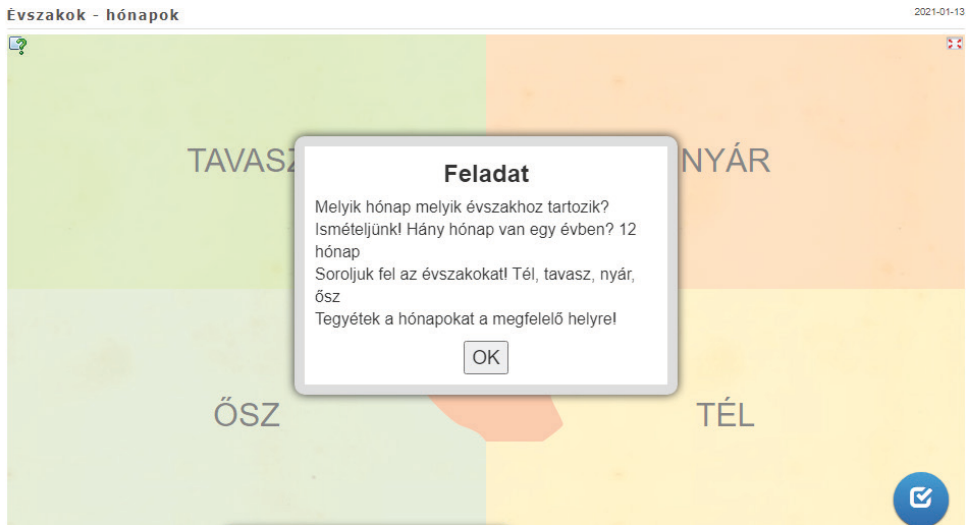 Évszakok - hónapok
2021-01-13
TAVASZ
NYÁR
Feladat
Melyik hónap melyik évszakhoz tartozik?
Ismételjünk! Hány hónap van egy évben? 12
hónap
Soroljuk fel az évszakokat! Tél, tavasz, nyár,
ősz
Tegyétek a hónapokat a megfelelő helyre!
OK
ŐSZ
TÉL